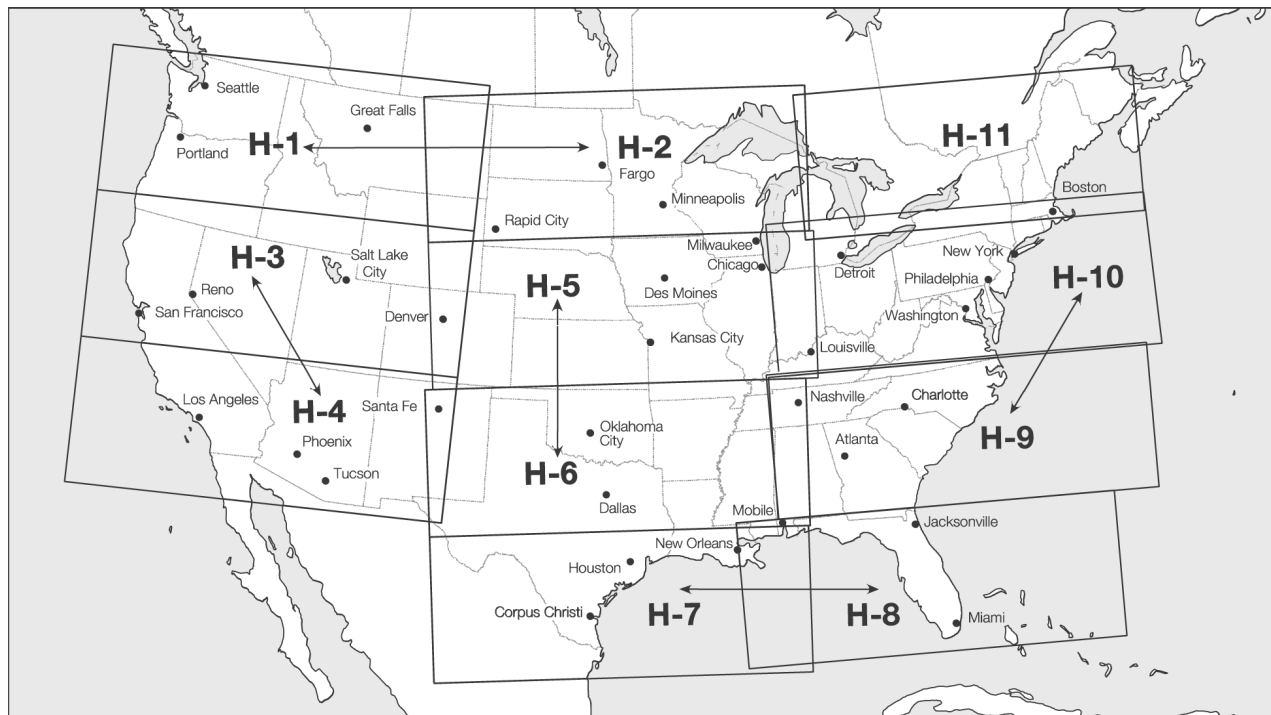 Seattle
Great Falls
H-1
H-2
H-11
Portland
Fargo
Minneapolis
Boston
Rapid City
Milwaukee
New York
H-3
Salt Lake
City
Chicago
Detroit
Philadelphia
H-10
H-5
Reno
Des Moines
San Francisco
Denver
Washington
Kansas City
Louisville
Los Angeles
Santa Fe
Nashville
Charlotte
H-4
Oklahoma
City
Atlanta
H-9
Phoenix
Tucson
H-6
Dallas
Mobile
Jacksonville
New Orleans
Houston
Corpus Christi
H-7
H-8
Miami